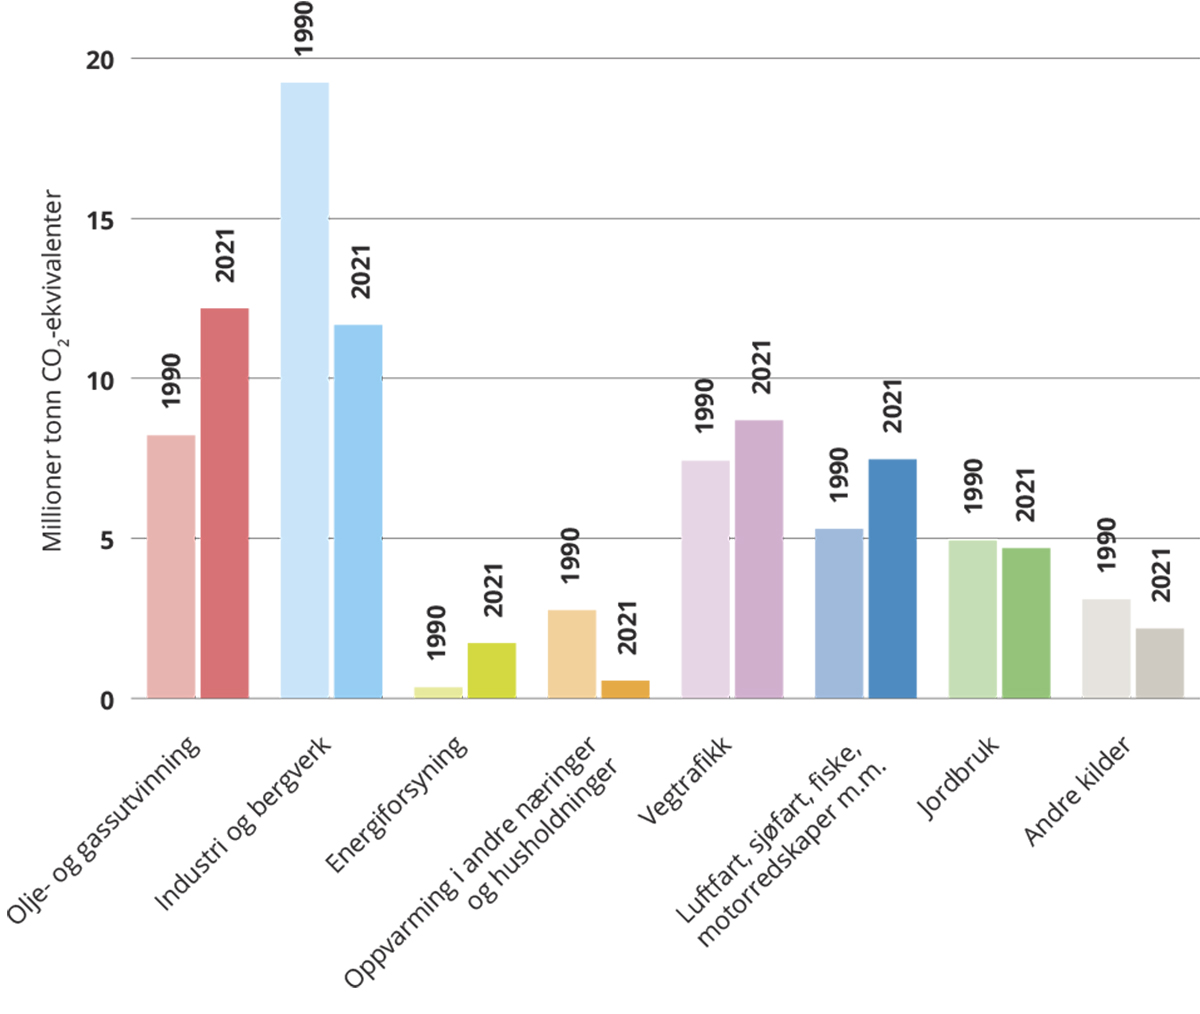 Millioner tonn CO₂-ekvivalenter
20
15
10
5
0
1990
2021
1990
2021
1990
2021
1990
2021
1990
2021
1990
2021
1990
2021
1990
2021
Olje- og gassutvinning
Industri og bergverk
Energiforsyning
Oppvarming i andre næringer
og husholdninger
Vegtrafikk
Luftfart, sjøfart, fiske,
motorredskaper m.m.
Jordbruk
Andre kilder